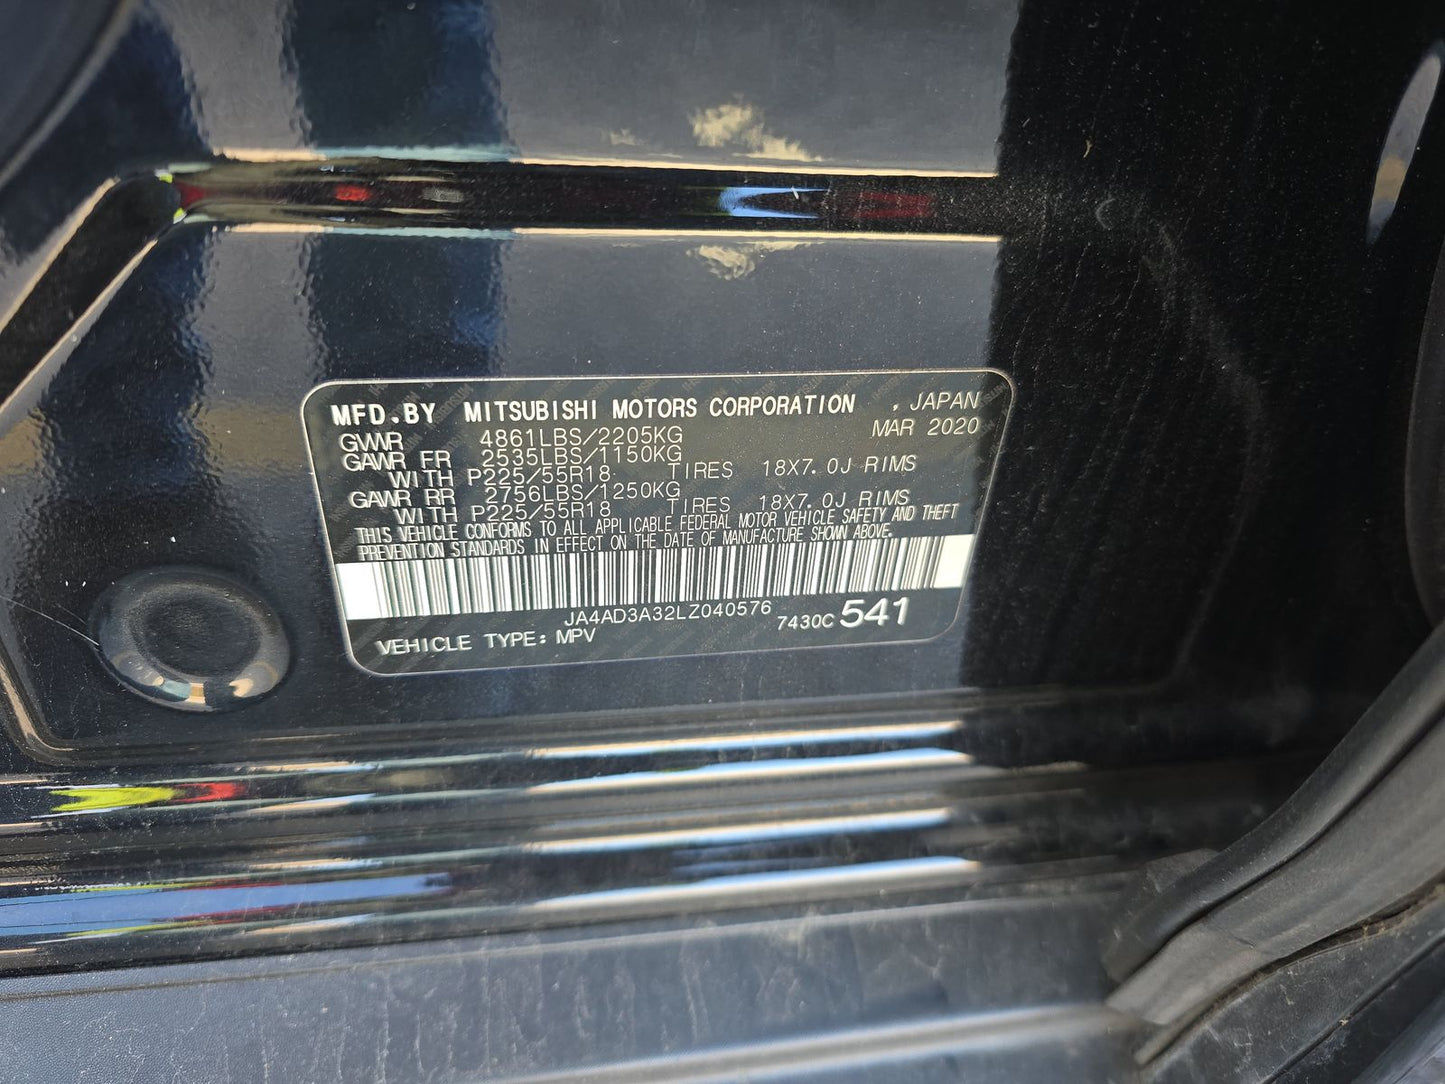 MFD.BY MITSUBISHI MOTORS CORPORATION , JAPAN
MAR 2020
GVWR 4861LBS/2205KG
GAWR FR 2535LBS/1150KG
WITH P225/55R18 TIRES 18X7.0J RIMS
GAWR RR 2756LBS/1250KG
WITH P225/55R18 TIRES 18X7.0J RIMS
THIS VEHICLE CONFORMS TO ALL APPLICABLE FEDERAL MOTOR VEHICLE SAFETY AND THEFT
PREVENTION STANDARDS IN EFFECT ON THE DATE OF MANUFACTURE SHOWN ABOVE.
JA4AD3A32LZ040576 7430C 541
VEHICLE TYPE: MPV